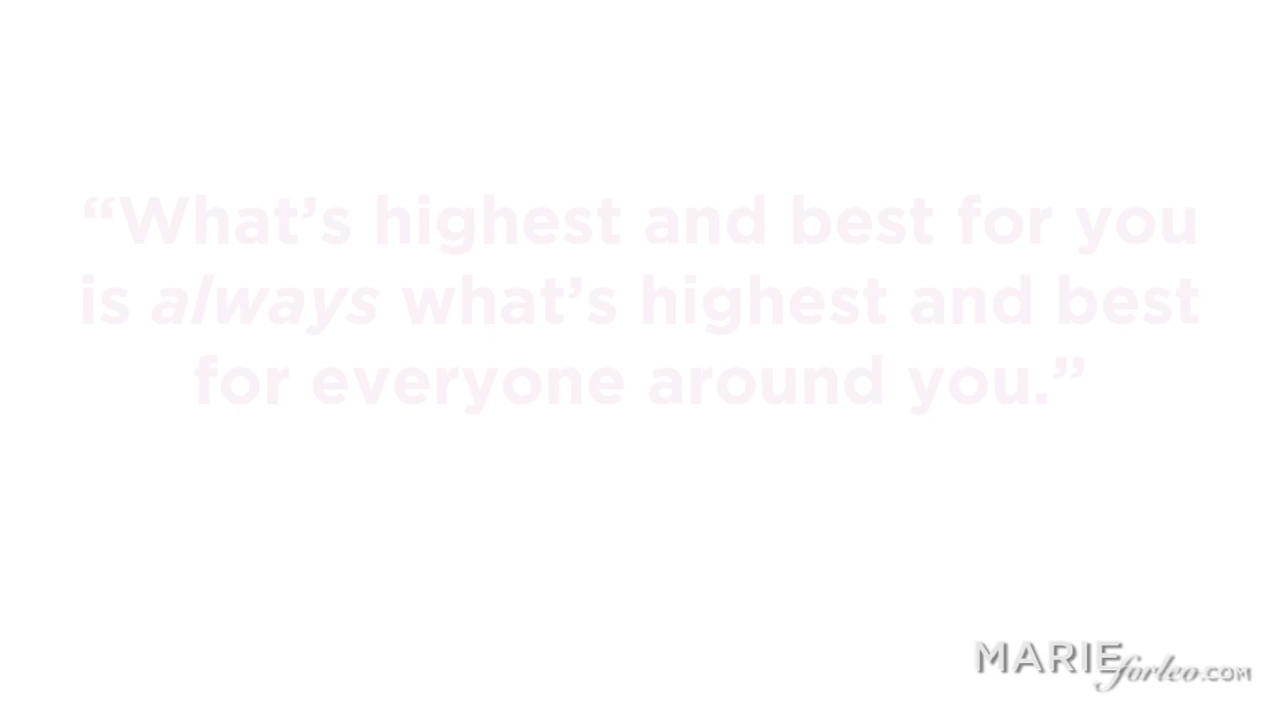 “What’s highest and best for you
is always what’s highest and best
for everyone around you.”
MARIEforleo.COM